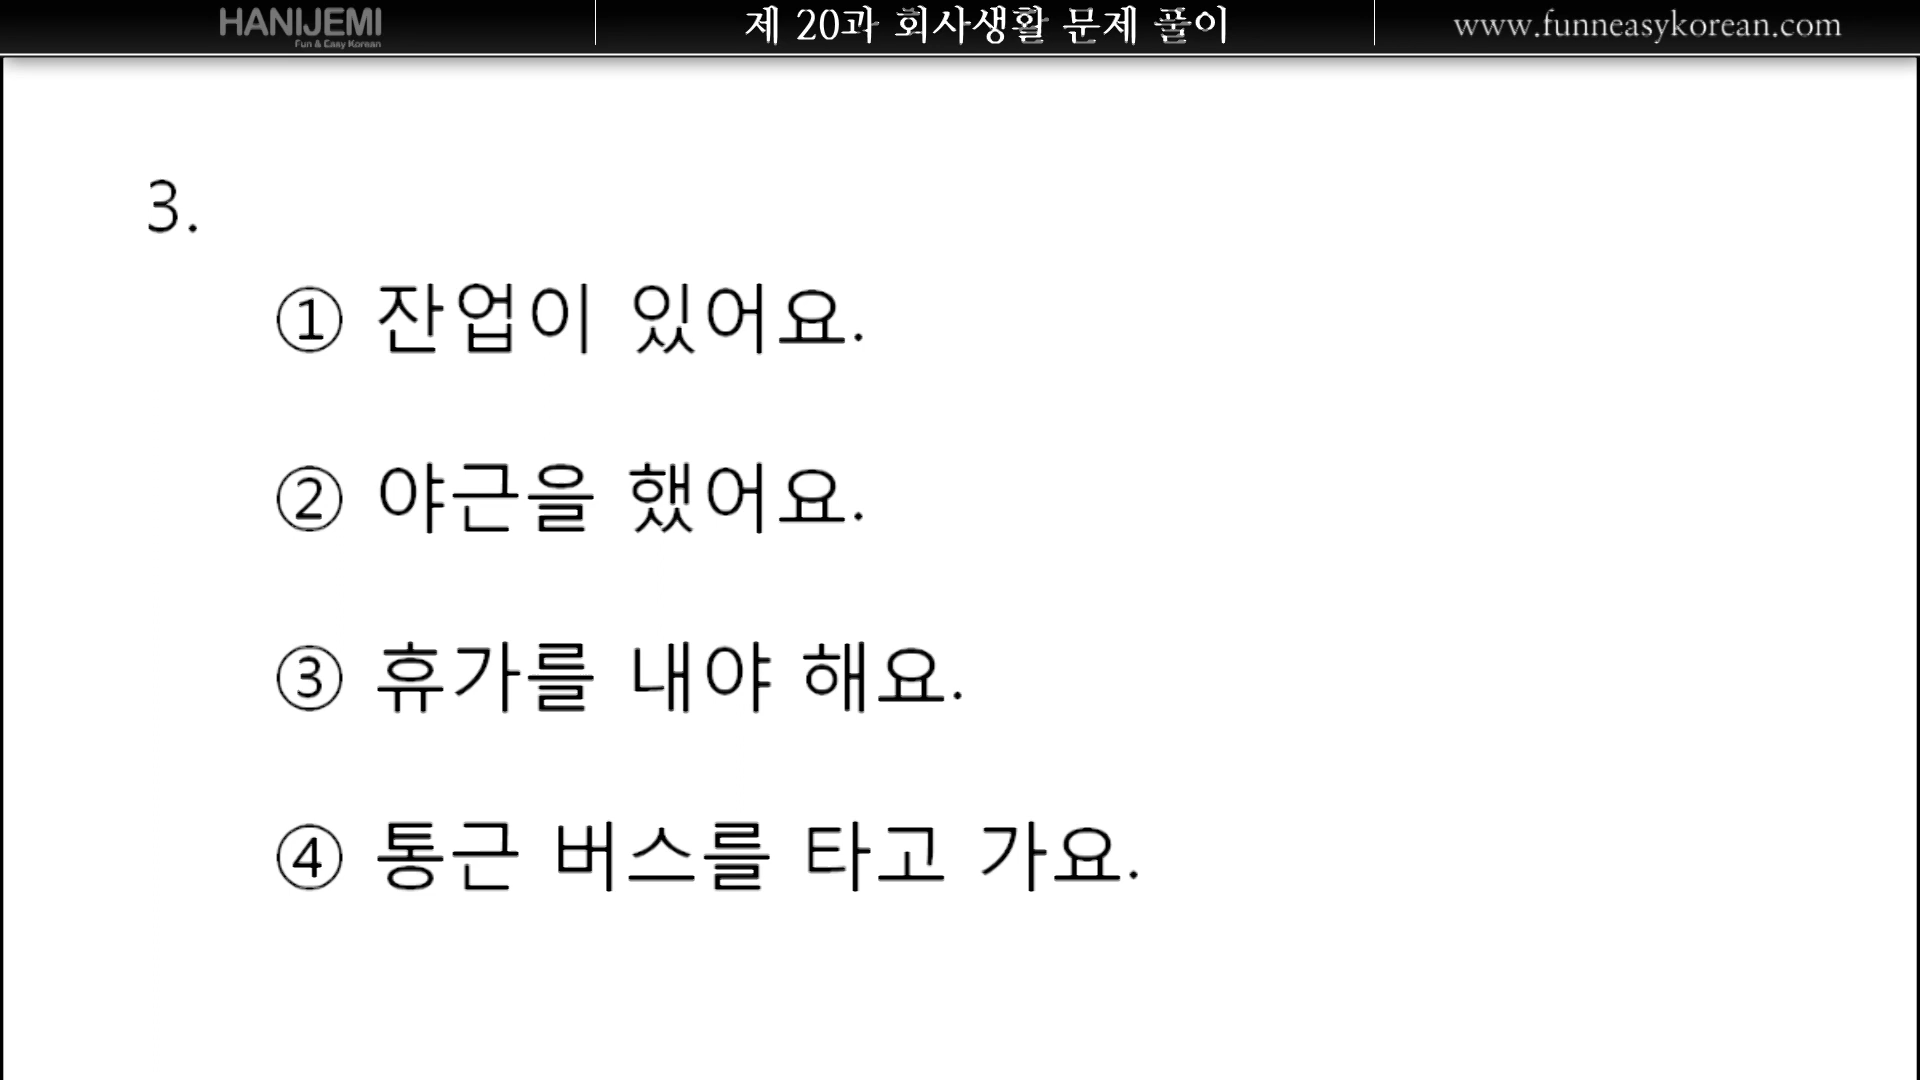 HANIJEMI
Fun & Easy Korean
제 20과 회사생활 문제 풀이
www.funneasykorean.com
3.
① 잔업이 있어요.
② 야근을 했어요.
③ 휴가를 내야 해요.
④ 통근 버스를 타고 가요.